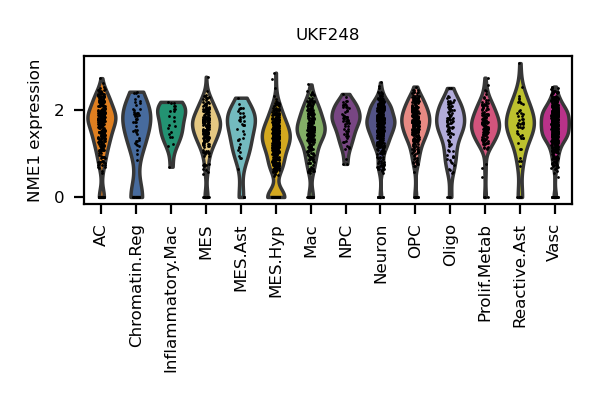 UKF248
NME1 expression
2
0
AC
Chromatin.Reg
Inflammatory.Mac
MES
MES.Ast
MES.Hyp
Mac
NPC
Neuron
OPC
Oligo
Prolif.Metab
Reactive.Ast
Vasc